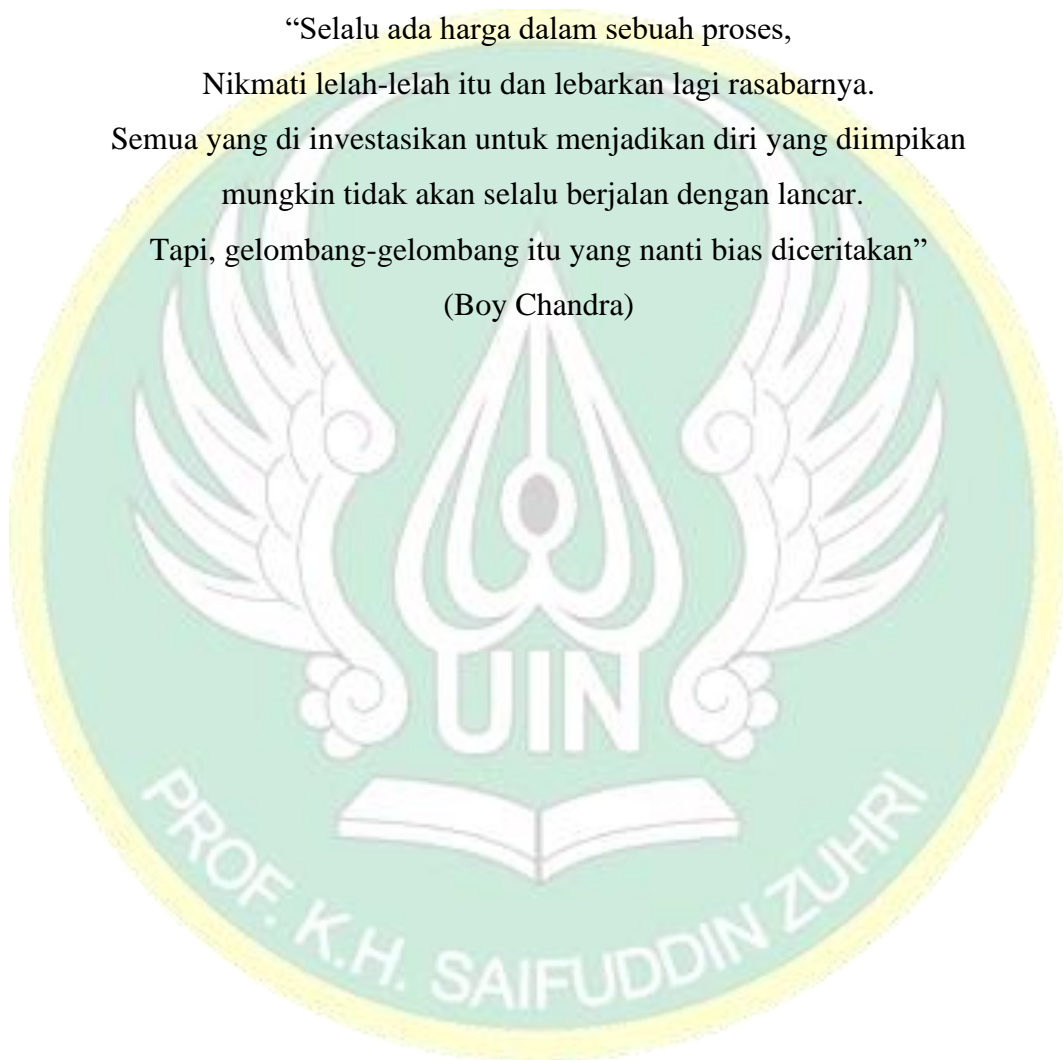 “Selalu ada harga dalam sebuah proses,
Nikmati lelah-lelah itu dan lebarkan lagi rasabarnya.
Semua yang di investasikan untuk menjadikan diri yang diimpikan
mungkin tidak akan selalu berjalan dengan lancar.
Tapi, gelombang-gelombang itu yang nanti bias diceritakan”
(Boy Chandra)
UIN
PROF. K.H. SAIFUDDIN ZUHRI